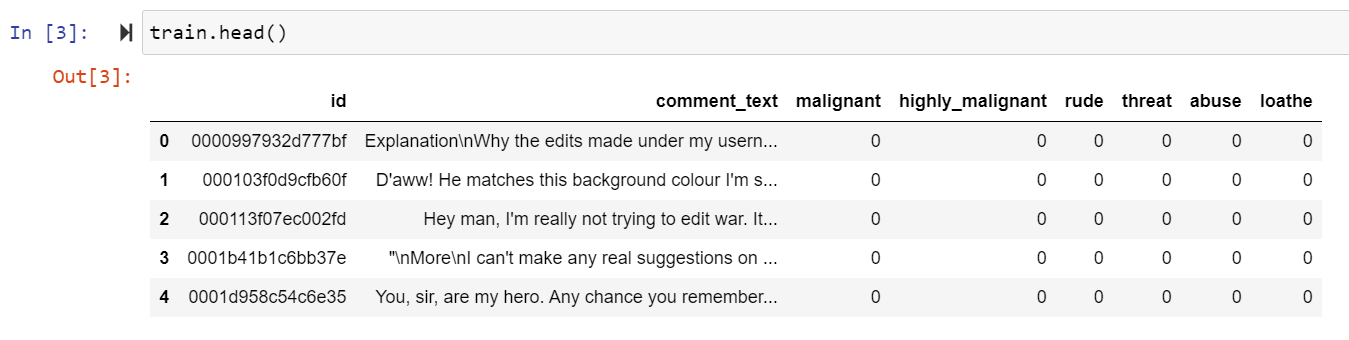 In [3]: train.head()
Out[3]:
id comment_text malignant highly_malignant rude threat abuse loathe
0 0000997932d777bf Explanation\nWhy the edits made under my usern... 0 0 0 0 0 0
1 000103f0d9cfb60f D'aww! He matches this background colour I'm s... 0 0 0 0 0 0
2 000113f07ec002fd Hey man, I'm really not trying to edit war. It... 0 0 0 0 0 0
3 0001b41b1c6bb37e "\nMore\nI can't make any real suggestions on ... 0 0 0 0 0 0
4 0001d958c54c6e35 You, sir, are my hero. Any chance you remember... 0 0 0 0 0 0